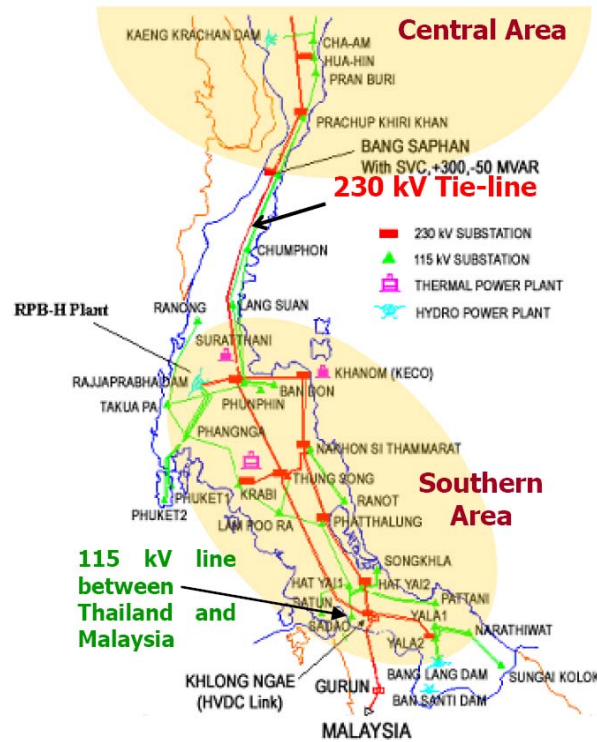 KAENG KRACHAN DAM
Central Area
CHA-AM
HUA-HIN
PRAN BURI
PRACHUP KHIRI KHAN
BANG SAPHAN
With SVC,+300,-50 MVAR
230 kV Tie-line
230 kV SUBSTATION
115 kV SUBSTATION
THERMAL POWER PLANT
HYDRO POWER PLANT
CHUMPHON
RANONG
LANG SUAN
RPB-H Plant
SURATTHANI
RAJJAPRABHA DAM
KHANOM (KECO)
BAN DON
TAKUA PA
PHUNPHIN
PHANGNGA
NAKHON SI THAMMARAT
THUNG SONG
Southern
Area
PHUKET1
KRABI
RANOT
PHUKET2
LAM POO RA
PHATTHALUNG
115 kV line
between
Thailand and
Malaysia
SONGKHLA
HAT YAI1
HAT YAI2
SATUN
PATTANI
SADAO
YALA1
NARATHIWAT
YALA2
KHLONG NGAE
(HVDC Link)
GURUN
BANG LANG DAM
SUNGAI KOLOK
BAN SANTI DAM
MALAYSIA